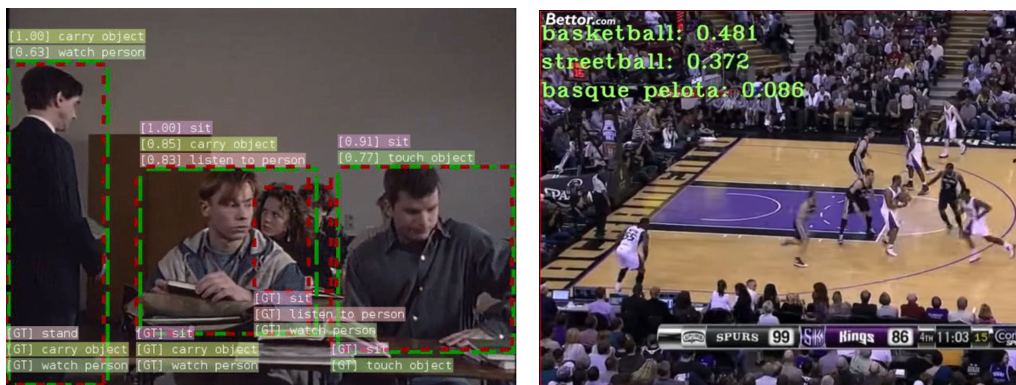 [1.00] carry object
[0.63] watch person
[1.00] sit
[0.85] carry object
[0.83] listen to person
[0.91] sit
[0.77] touch object
[GT] sit
[GT] listen to person
[GT] watch person
[GT] stand
[GT] carry object
[GT] watch person
[GT] sit
[GT] carry object
[GT] watch person
[GT] sit
[GT] touch object
Bettor.com
basketball: 0.481
streetball: 0.372
basque pelota: 0.086
SPURS 99 Kings 86 4TH 11:03 15